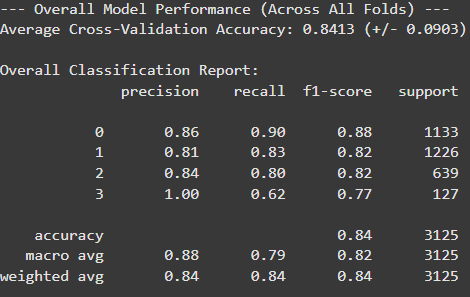 --- Overall Model Performance (Across All Folds) ---
Average Cross-Validation Accuracy: 0.8413 (+/- 0.0903)
Overall Classification Report:
precision recall f1-score support
0 0.86 0.90 0.88 1133
1 0.81 0.83 0.82 1226
2 0.84 0.80 0.82 639
3 1.00 0.62 0.77 127
accuracy 0.84 3125
macro avg 0.88 0.79 0.82 3125
weighted avg 0.84 0.84 0.84 3125